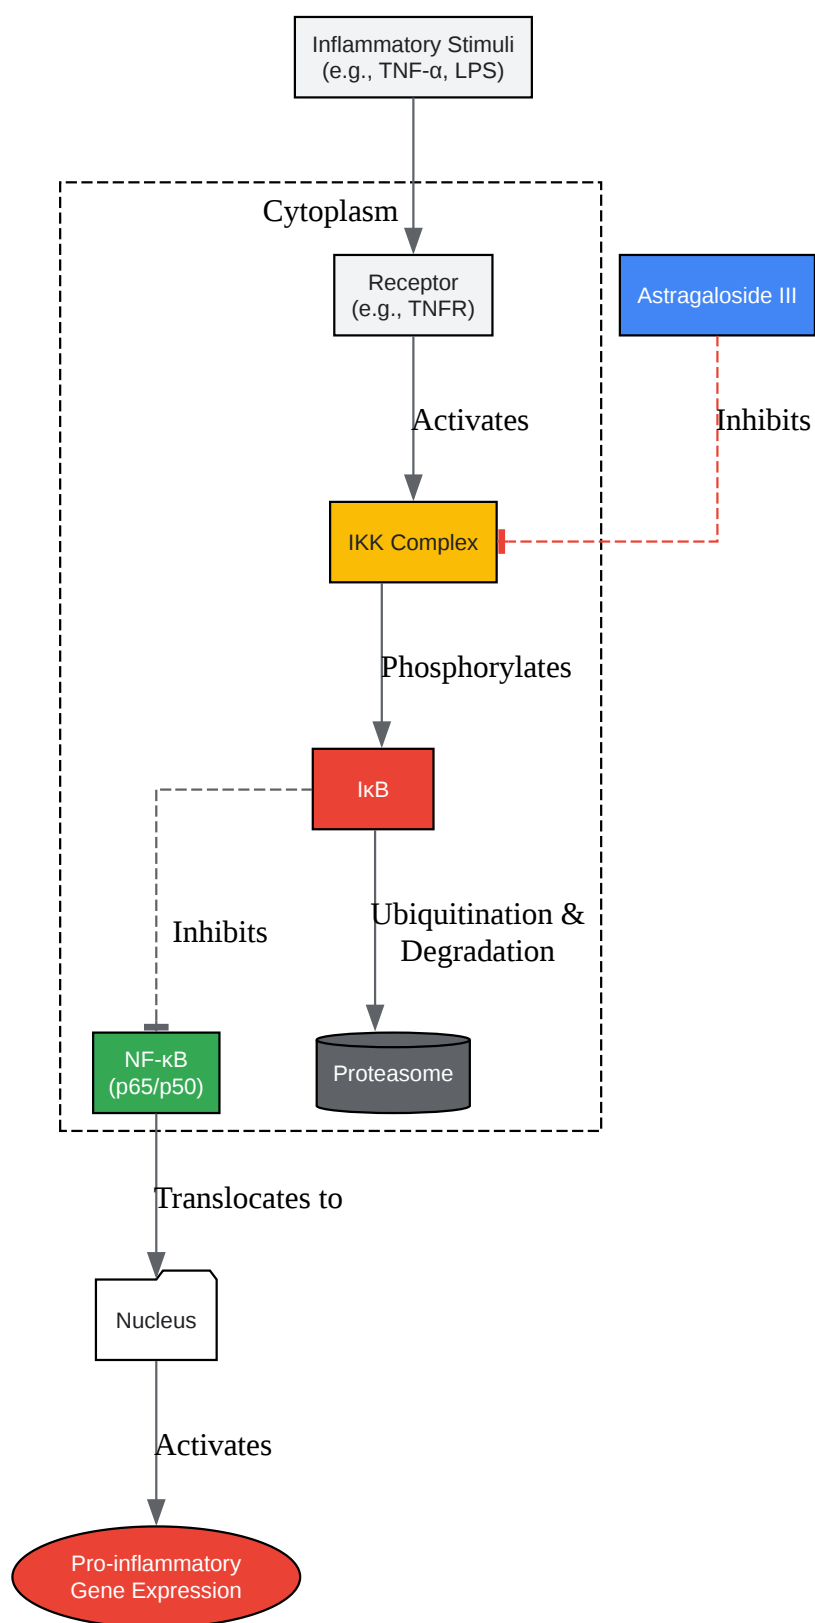 Inflammatory Stimuli
(e.g., TNF-α, LPS)
Cytoplasm
Receptor
(e.g., TNFR)
Astragaloside III
Activates
Inhibits
IKK Complex
Phosphorylates
IκB
Inhibits
Ubiquitination &
Degradation
NF-κB
(p65/p50)
Proteasome
Translocates to
Nucleus
Activates
Pro-inflammatory
Gene Expression